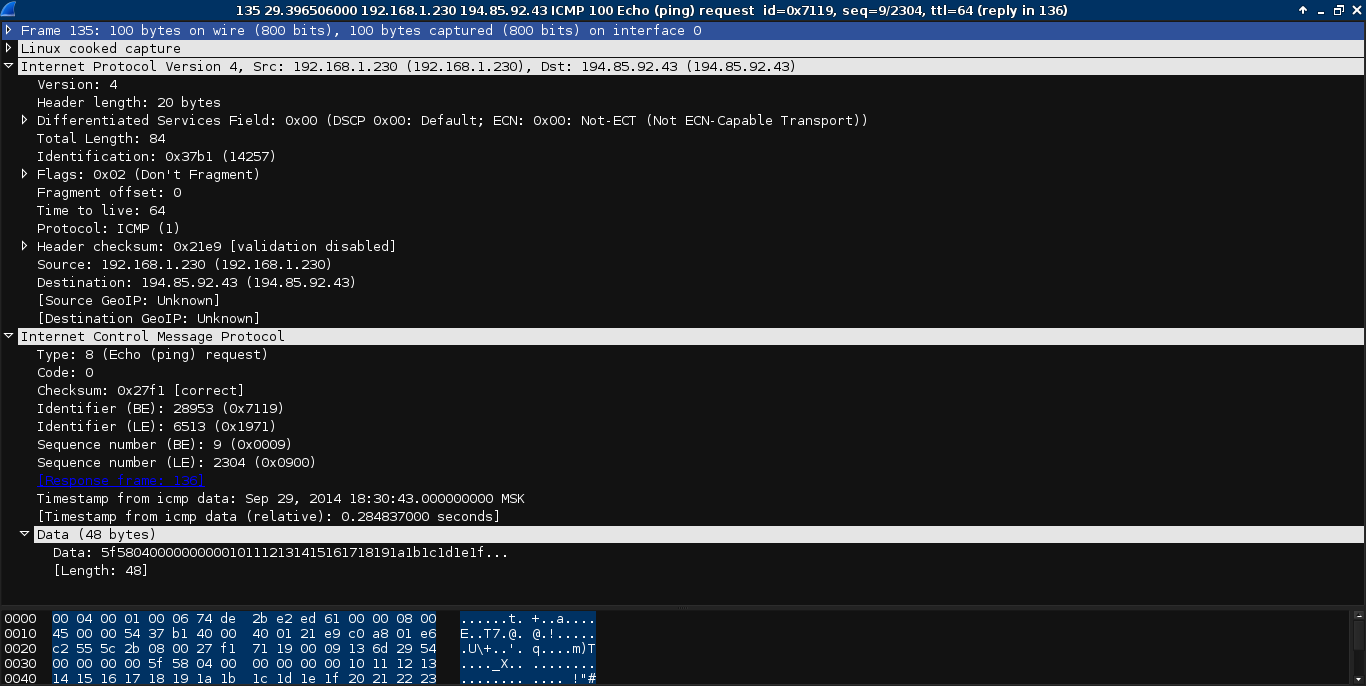 135 29.396506000 192.168.1.230 194.85.92.43 ICMP 100 Echo (ping) request  id=0x7119, seq=9/2304, ttl=64 (reply in 136)
Frame 135: 100 bytes on wire (800 bits), 100 bytes captured (800 bits) on interface 0
Linux cooked capture
Internet Protocol Version 4, Src: 192.168.1.230 (192.168.1.230), Dst: 194.85.92.43 (194.85.92.43)
Version: 4
Header length: 20 bytes
Differentiated Services Field: 0x00 (DSCP 0x00: Default; ECN: 0x00: Not-ECT (Not ECN-Capable Transport))
Total Length: 84
Identification: 0x37b1 (14257)
Flags: 0x02 (Don't Fragment)
Fragment offset: 0
Time to live: 64
Protocol: ICMP (1)
Header checksum: 0x21e9 [validation disabled]
Source: 192.168.1.230 (192.168.1.230)
Destination: 194.85.92.43 (194.85.92.43)
[Source GeoIP: Unknown]
[Destination GeoIP: Unknown]
Internet Control Message Protocol
Type: 8 (Echo (ping) request)
Code: 0
Checksum: 0x27f1 [correct]
Identifier (BE): 28953 (0x7119)
Identifier (LE): 6513 (0x1971)
Sequence number (BE): 9 (0x0009)
Sequence number (LE): 2304 (0x0900)
[Response frame: 136]
Timestamp from icmp data: Sep 29, 2014 18:30:43.000000000 MSK
[Timestamp from icmp data (relative): 0.284837000 seconds]
Data (48 bytes)
Data: 5f58040000000000101112131415161718191a1b1c1d1e1f...
[Length: 48]
0000  00 04 00 01 00 06 74 de  2b e2 ed 61 00 00 08 00   ......t. +..a....
0010  45 00 00 54 37 b1 40 00  40 01 21 e9 c0 a8 01 e6   E..T7.@. @.!.....
0020  c2 55 5c 2b 08 00 27 f1  71 19 00 09 13 6d 29 54   .U\+..'. q....m)T
0030  00 00 00 00 5f 58 04 00  00 00 00 00 10 11 12 13   ...._X.. ........
0040  14 15 16 17 18 19 1a 1b  1c 1d 1e 1f 20 21 22 23   ........ .... !"#